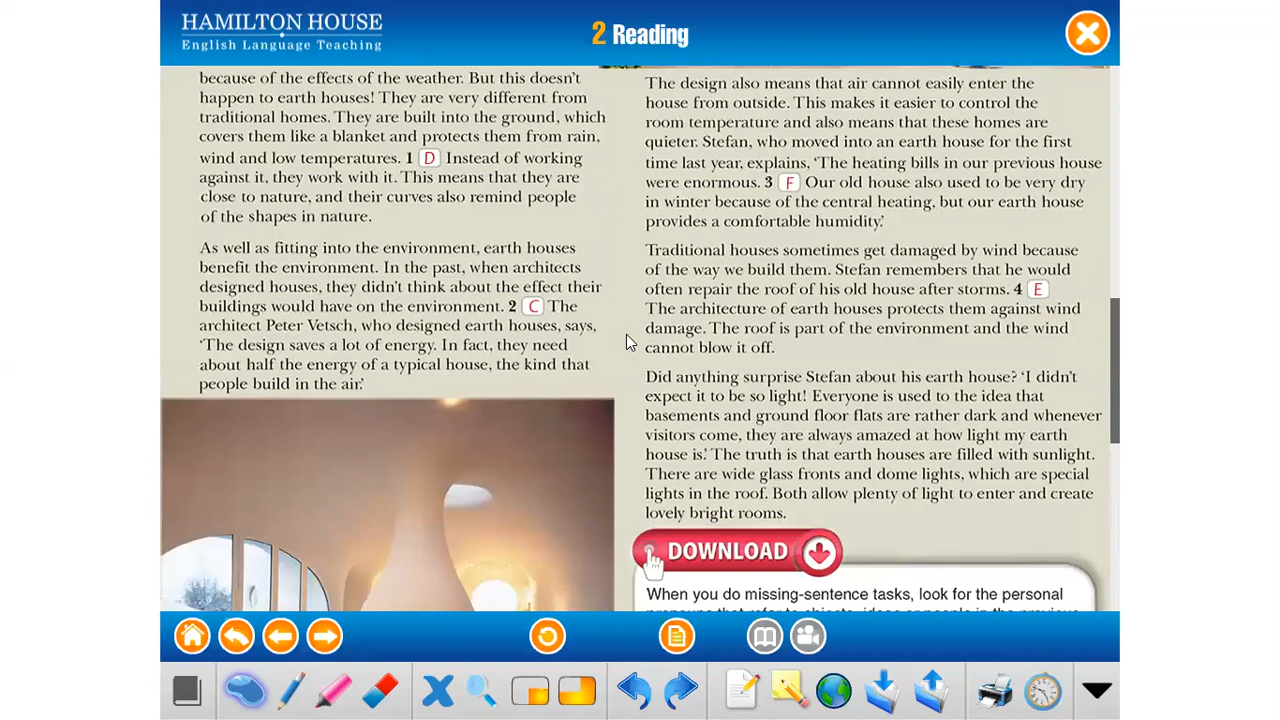 HAMILTON HOUSE
English Language Teaching
2 Reading
because of the effects of the weather. But this doesn't
happen to earth houses! They are very different from
traditional homes. They are built into the ground, which
covers them like a blanket and protects them from rain,
wind and low temperatures. 1 D Instead of working
against it, they work with it. This means that they are
close to nature, and their curves also remind people
of the shapes in nature.
As well as fitting into the environment, earth houses
benefit the environment. In the past, when architects
designed houses, they didn't think about the effect their
buildings would have on the environment. 2 C The
architect Peter Vetsch, who designed earth houses, says,
'The design saves a lot of energy. In fact, they need
about half the energy of a typical house, the kind that
people build in the air.'
The design also means that air cannot easily enter the
house from outside. This makes it easier to control the
room temperature and also means that these homes are
quieter. Stefan, who moved into an earth house for the first
time last year, explains, 'The heating bills in our previous house
were enormous. 3 F Our old house also used to be very dry
in winter because of the central heating, but our earth house
provides a comfortable humidity.'
Traditional houses sometimes get damaged by wind because
of the way we build them. Stefan remembers that he would
often repair the roof of his old house after storms. 4 E
The architecture of earth houses protects them against wind
damage. The roof is part of the environment and the wind
cannot blow it off.
Did anything surprise Stefan about his earth house? 'I didn't
expect it to be so light! Everyone is used to the idea that
basements and ground floor flats are rather dark and whenever
visitors come, they are always amazed at how light my earth
house is.' The truth is that earth houses are filled with sunlight.
There are wide glass fronts and dome lights, which are special
lights in the roof. Both allow plenty of light to enter and create
lovely bright rooms.
DOWNLOAD
When you do missing-sentence tasks, look for the personal
pronouns that refer to objects, ideas or people in the previous